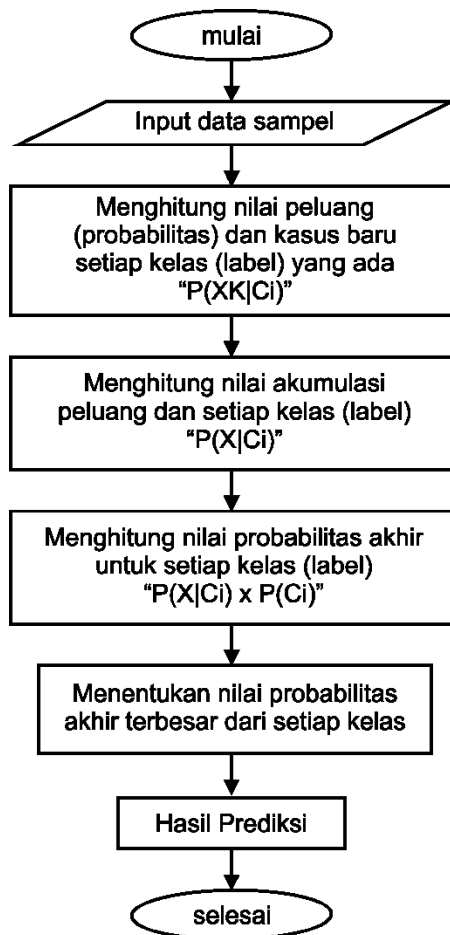 mulai
Input data sampel
Menghitung nilai peluang
(probabilitas) dan kasus baru
setiap kelas (label) yang ada
“P(XK|Ci)”
Menghitung nilai akumulasi
peluang dan setiap kelas (label)
“P(X|Ci)”
Menghitung nilai probabilitas akhir
untuk setiap kelas (label)
“P(X|Ci) x P(Ci)”
Menentukan nilai probabilitas
akhir terbesar dari setiap kelas
Hasil Prediksi
selesai